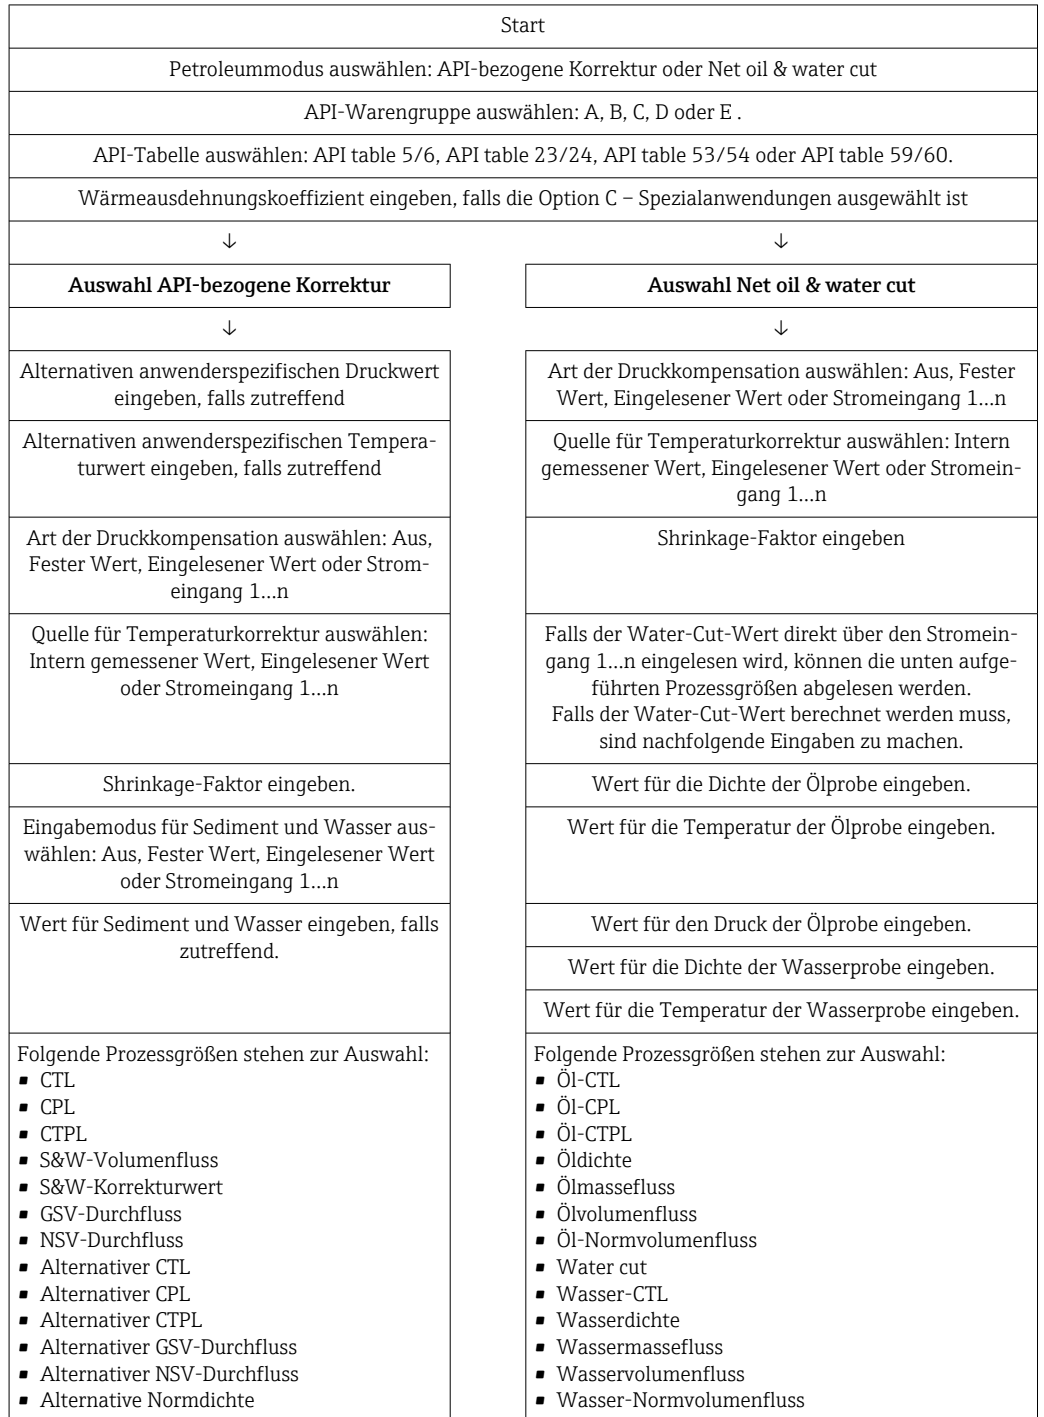 Start
Petroleummodus auswählen: API-bezogene Korrektur oder Net oil & water cut
API-Warengruppe auswählen: A, B, C, D oder E .
API-Tabelle auswählen: API table 5/6, API table 23/24, API table 53/54 oder API table 59/60.
Wärmeausdehnungskoeffizient eingeben, falls die Option C – Spezialanwendungen ausgewählt ist
↓
↓
Auswahl API-bezogene Korrektur
↓
Alternativen anwenderspezifischen Druckwert
eingeben, falls zutreffend
Alternativen anwenderspezifischen Tempera-
turwert eingeben, falls zutreffend
Art der Druckkompensation auswählen: Aus,
Fester Wert, Eingelesener Wert oder Strom-
eingang 1...n
Quelle für Temperaturkorrektur auswählen:
Intern gemessener Wert, Eingelesener Wert
oder Stromeingang 1...n
Shrinkage-Faktor eingeben.
Eingabemodus für Sediment und Wasser aus-
wählen: Aus, Fester Wert, Eingelesener Wert
oder Stromeingang 1...n
Wert für Sediment und Wasser eingeben, falls
zutreffend.
Folgende Prozessgrößen stehen zur Auswahl:
▪ CTL
▪ CPL
▪ CTPL
▪ S&W-Volumenfluss
▪ S&W-Korrekturwert
▪ GSV-Durchfluss
▪ NSV-Durchfluss
▪ Alternativer CTL
▪ Alternativer CPL
▪ Alternativer CTPL
▪ Alternativer GSV-Durchfluss
▪ Alternativer NSV-Durchfluss
▪ Alternative Normdichte
Auswahl Net oil & water cut
↓
Art der Druckkompensation auswählen: Aus, Fester
Wert, Eingelesener Wert oder Stromeingang 1...n
Quelle für Temperaturkorrektur auswählen: Intern
gemessener Wert, Eingelesener Wert oder Stromein-
gang 1...n
Shrinkage-Faktor eingeben
Falls der Water-Cut-Wert direkt über den Stromein-
gang 1...n eingelesen wird, können die unten aufge-
führten Prozessgrößen abgelesen werden.
Falls der Water-Cut-Wert berechnet werden muss,
sind nachfolgende Eingaben zu machen.
Wert für die Dichte der Ölprobe eingeben.
Wert für die Temperatur der Ölprobe eingeben.
Wert für den Druck der Ölprobe eingeben.
Wert für die Dichte der Wasserprobe eingeben.
Wert für die Temperatur der Wasserprobe eingeben.
Folgende Prozessgrößen stehen zur Auswahl:
▪ Öl-CTL
▪ Öl-CPL
▪ Öl-CTPL
▪ Öldichte
▪ Ölmassefluss
▪ Ölvolumenfluss
▪ Öl-Normvolumenfluss
▪ Water cut
▪ Wasser-CTL
▪ Wasserdichte
▪ Wassermassefluss
▪ Wasservolumenfluss
▪ Wasser-Normvolumenfluss